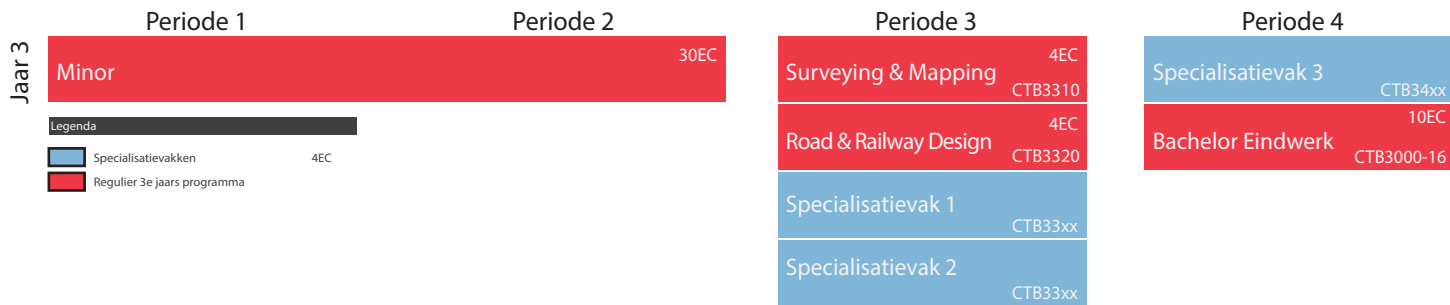 Periode 1
Periode 2
Periode 3
Periode 4
Jaar 3
Minor
30EC
Surveying & Mapping
4EC
CTB3310
Specialisatievak 3
CTB34xx
Road & Railway Design
4EC
CTB3320
Bachelor Eindwerk
10EC
CTB3000-16
Legenda
Specialisatievakken 4EC
Regulier 3e jaars programma
Specialisatievak 1
CTB33xx
Specialisatievak 2
CTB33xx